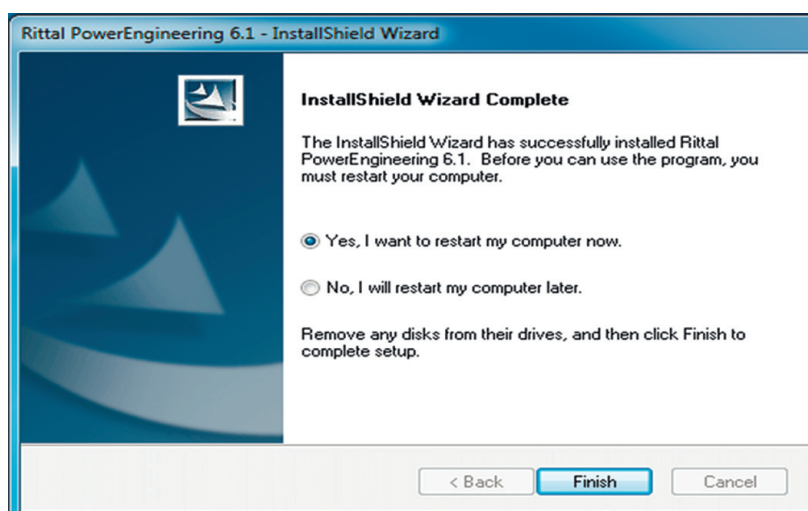 Rittal PowerEngineering 6.1 - InstallShield Wizard
InstallShield Wizard Complete
The InstallShield Wizard has successfully installed Rittal
PowerEngineering 6.1. Before you can use the program, you
must restart your computer.
Yes, I want to restart my computer now.
No, I will restart my computer later.
Remove any disks from their drives, and then click Finish to
complete setup.
< Back Finish Cancel